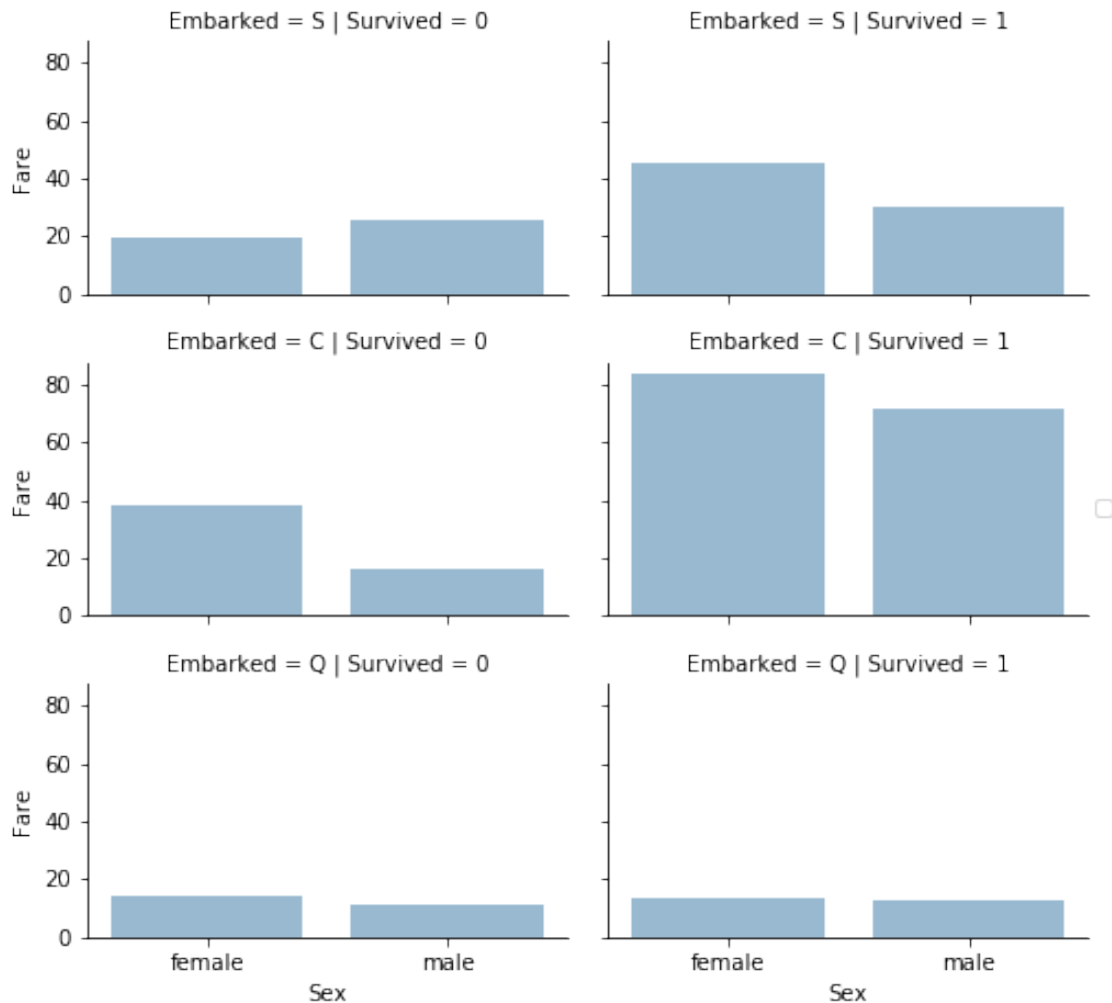 Embarked = S | Survived = 0
Embarked = S | Survived = 1
80
60
40
20
0
Fare
Embarked = C | Survived = 0
Embarked = C | Survived = 1
80
60
40
20
0
Fare
Embarked = Q | Survived = 0
Embarked = Q | Survived = 1
80
60
40
20
0
Fare
female
male
female
male
Sex
Sex